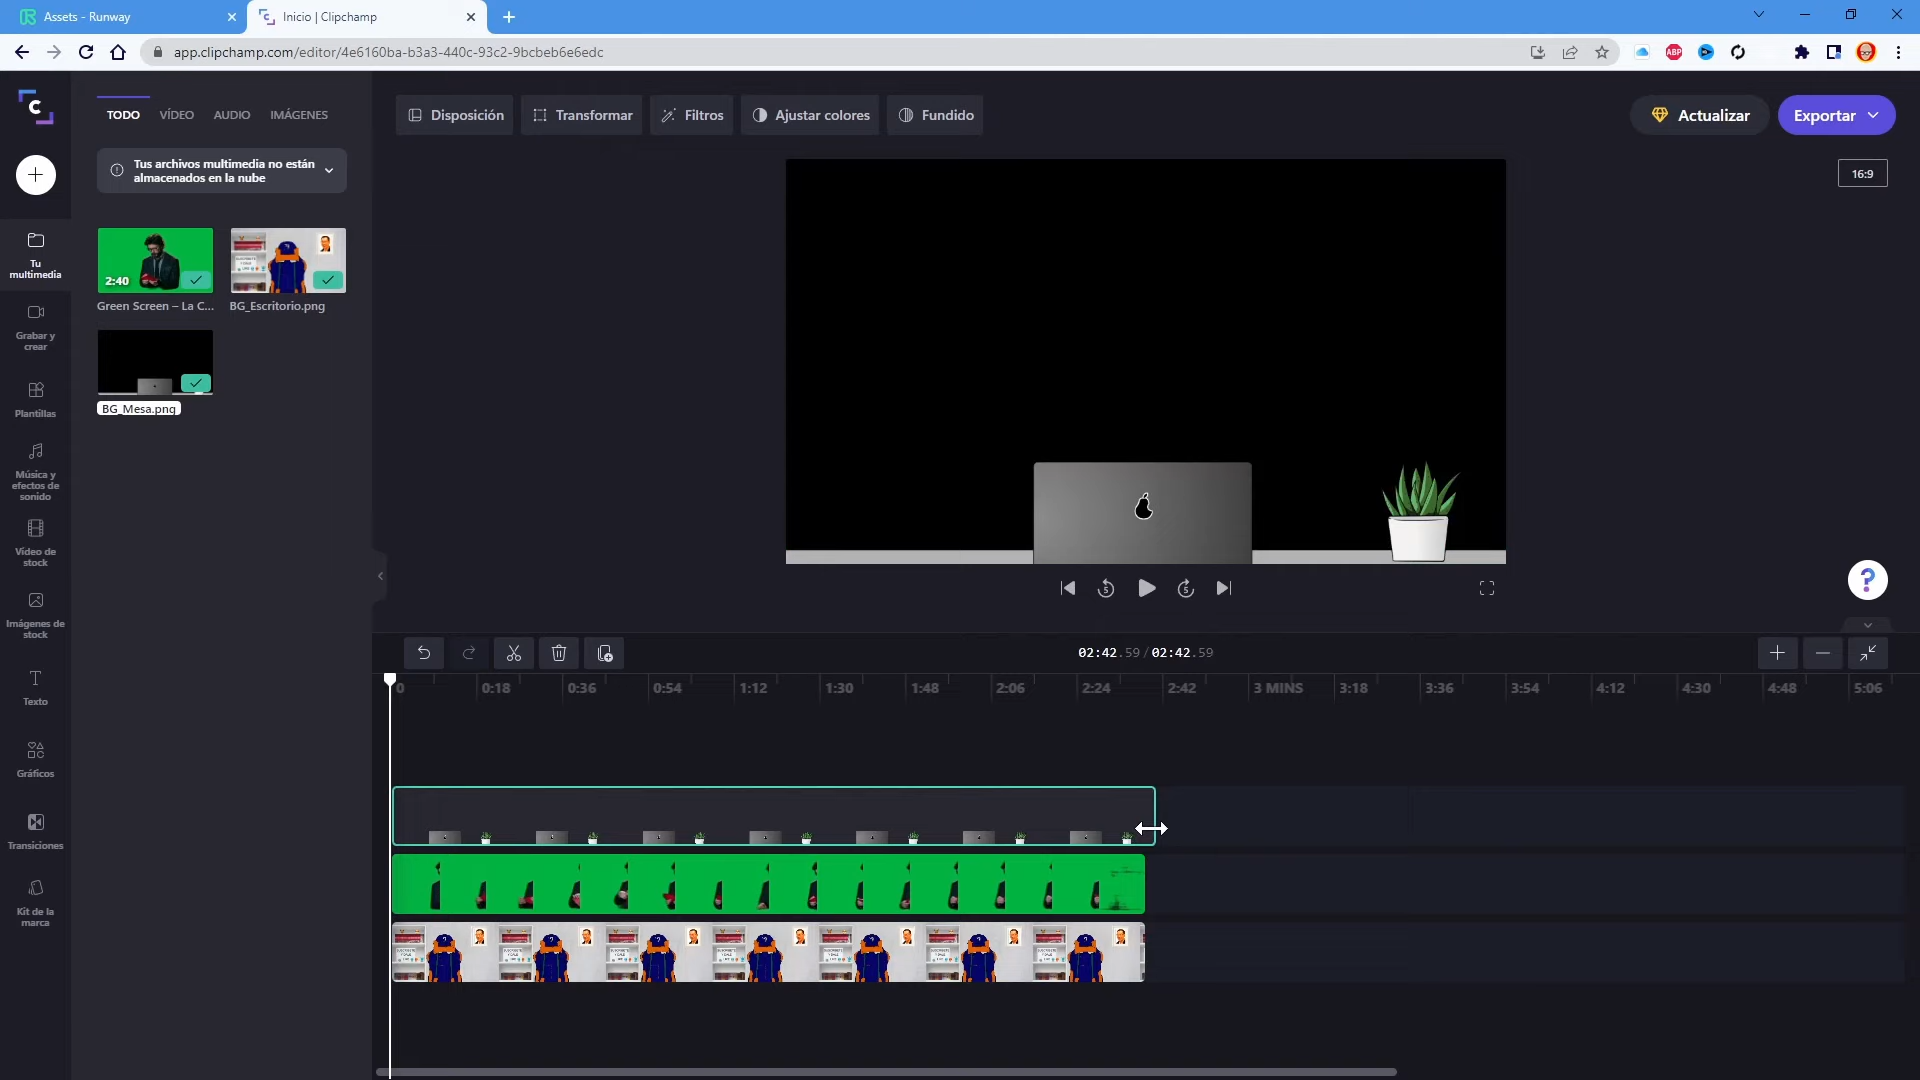 Assets - Runway
Inicio | Clipchamp
app.clipchamp.com/editor/4e6160ba-b3a3-440c-93c2-9bcbeb6e6edc
ABP
TODO
VÍDEO
AUDIO
IMÁGENES
Disposición
Transformar
Filtros
Ajustar colores
Fundido
Actualizar
Exportar
Tus archivos multimedia no están
almacenados en la nube
16:9
Tu
multimedia
2:40
Green Screen – La C...
BG_Escritorio.png
Grabar y
crear
BG_Mesa.png
Plantillas
Música y
efectos de
sonido
Vídeo de
stock
Imágenes de
stock
Texto
Gráficos
Transiciones
Kit de la
marca
5
5
?
02:42.59 / 02:42.59
0
0:18
0:36
0:54
1:12
1:30
1:48
2:06
2:24
2:42
3 MINS
3:18
3:36
3:54
4:12
4:30
4:48
5:06